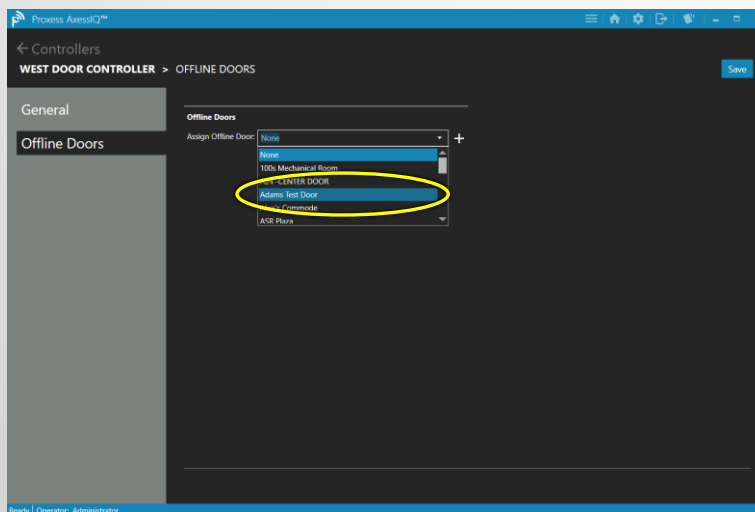 Proxess AxessIQ™
Controllers
WEST DOOR CONTROLLER > OFFLINE DOORS
Save
General
Offline Doors
Offline Doors
Assign Offline Door: None
None
100s Mechanical Room
-CENTER DOOR
Adams Test Door
Commode
ASR Plaza
Ready Operator: Administrator